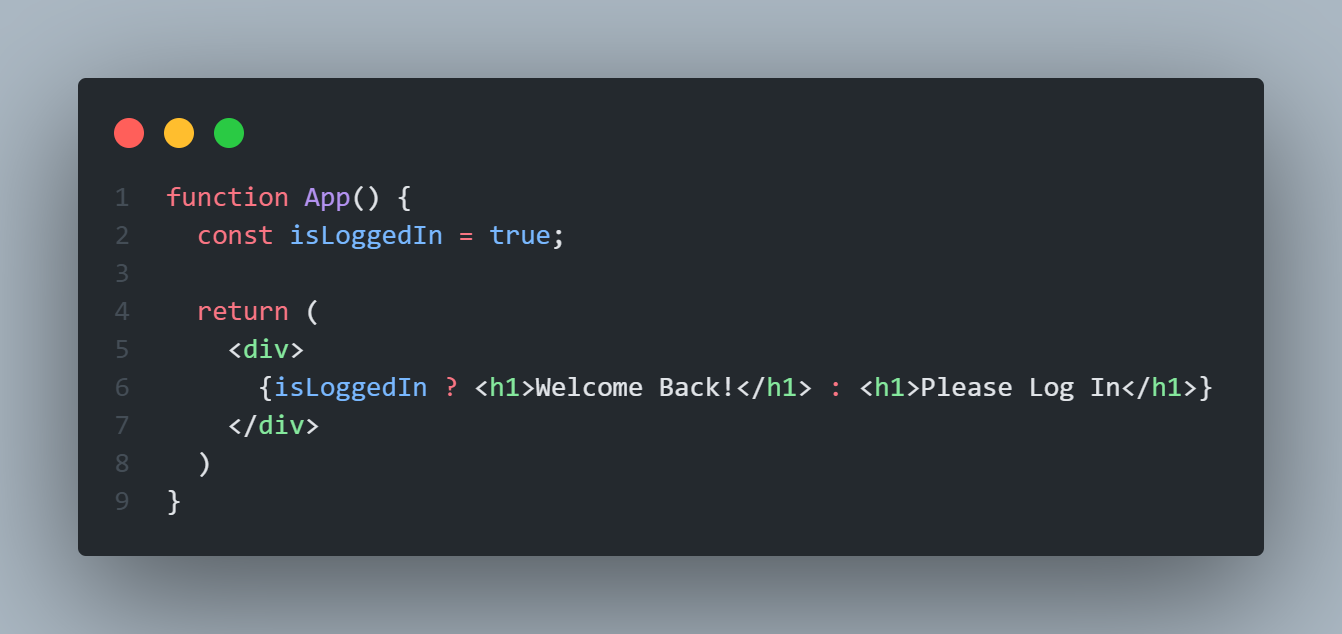 1 function App() {
2   const isLoggedIn = true;
3
4   return (
5     <div>
6       {isLoggedIn ? <h1>Welcome Back!</h1> : <h1>Please Log In</h1>}
7     </div>
8   )
9 }